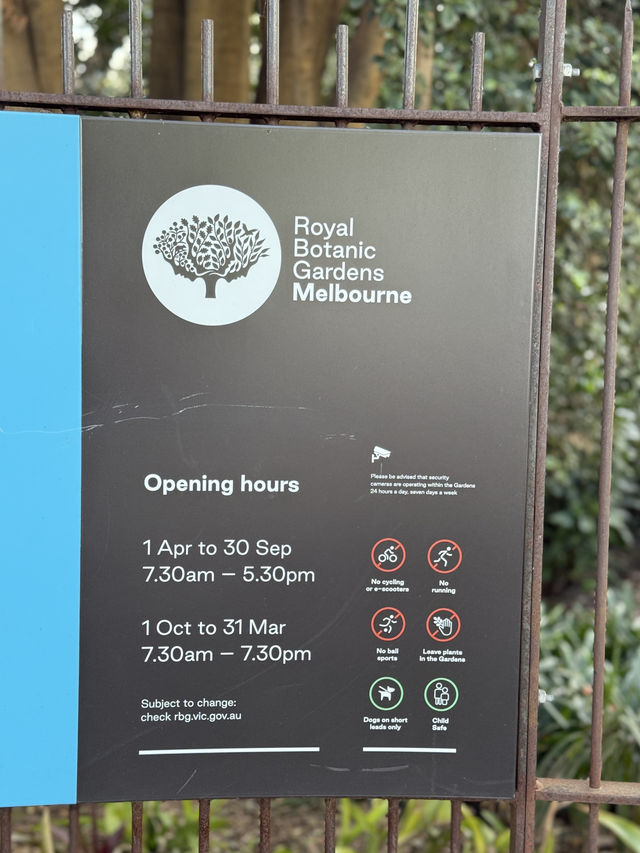 Royal
Botanic
Gardens
Melbourne
Please be advised that security
cameras are operating within the Gardens
24 hours a day, seven days a week
Opening hours
1 Apr to 30 Sep
7.30am – 5.30pm
1 Oct to 31 Mar
7.30am – 7.30pm
Subject to change:
check rbg.vic.gov.au
No cycling
or e-scooters
No
running
No ball
sports
Leave plants
in the Gardens
Dogs on short
leads only
Child
Safe